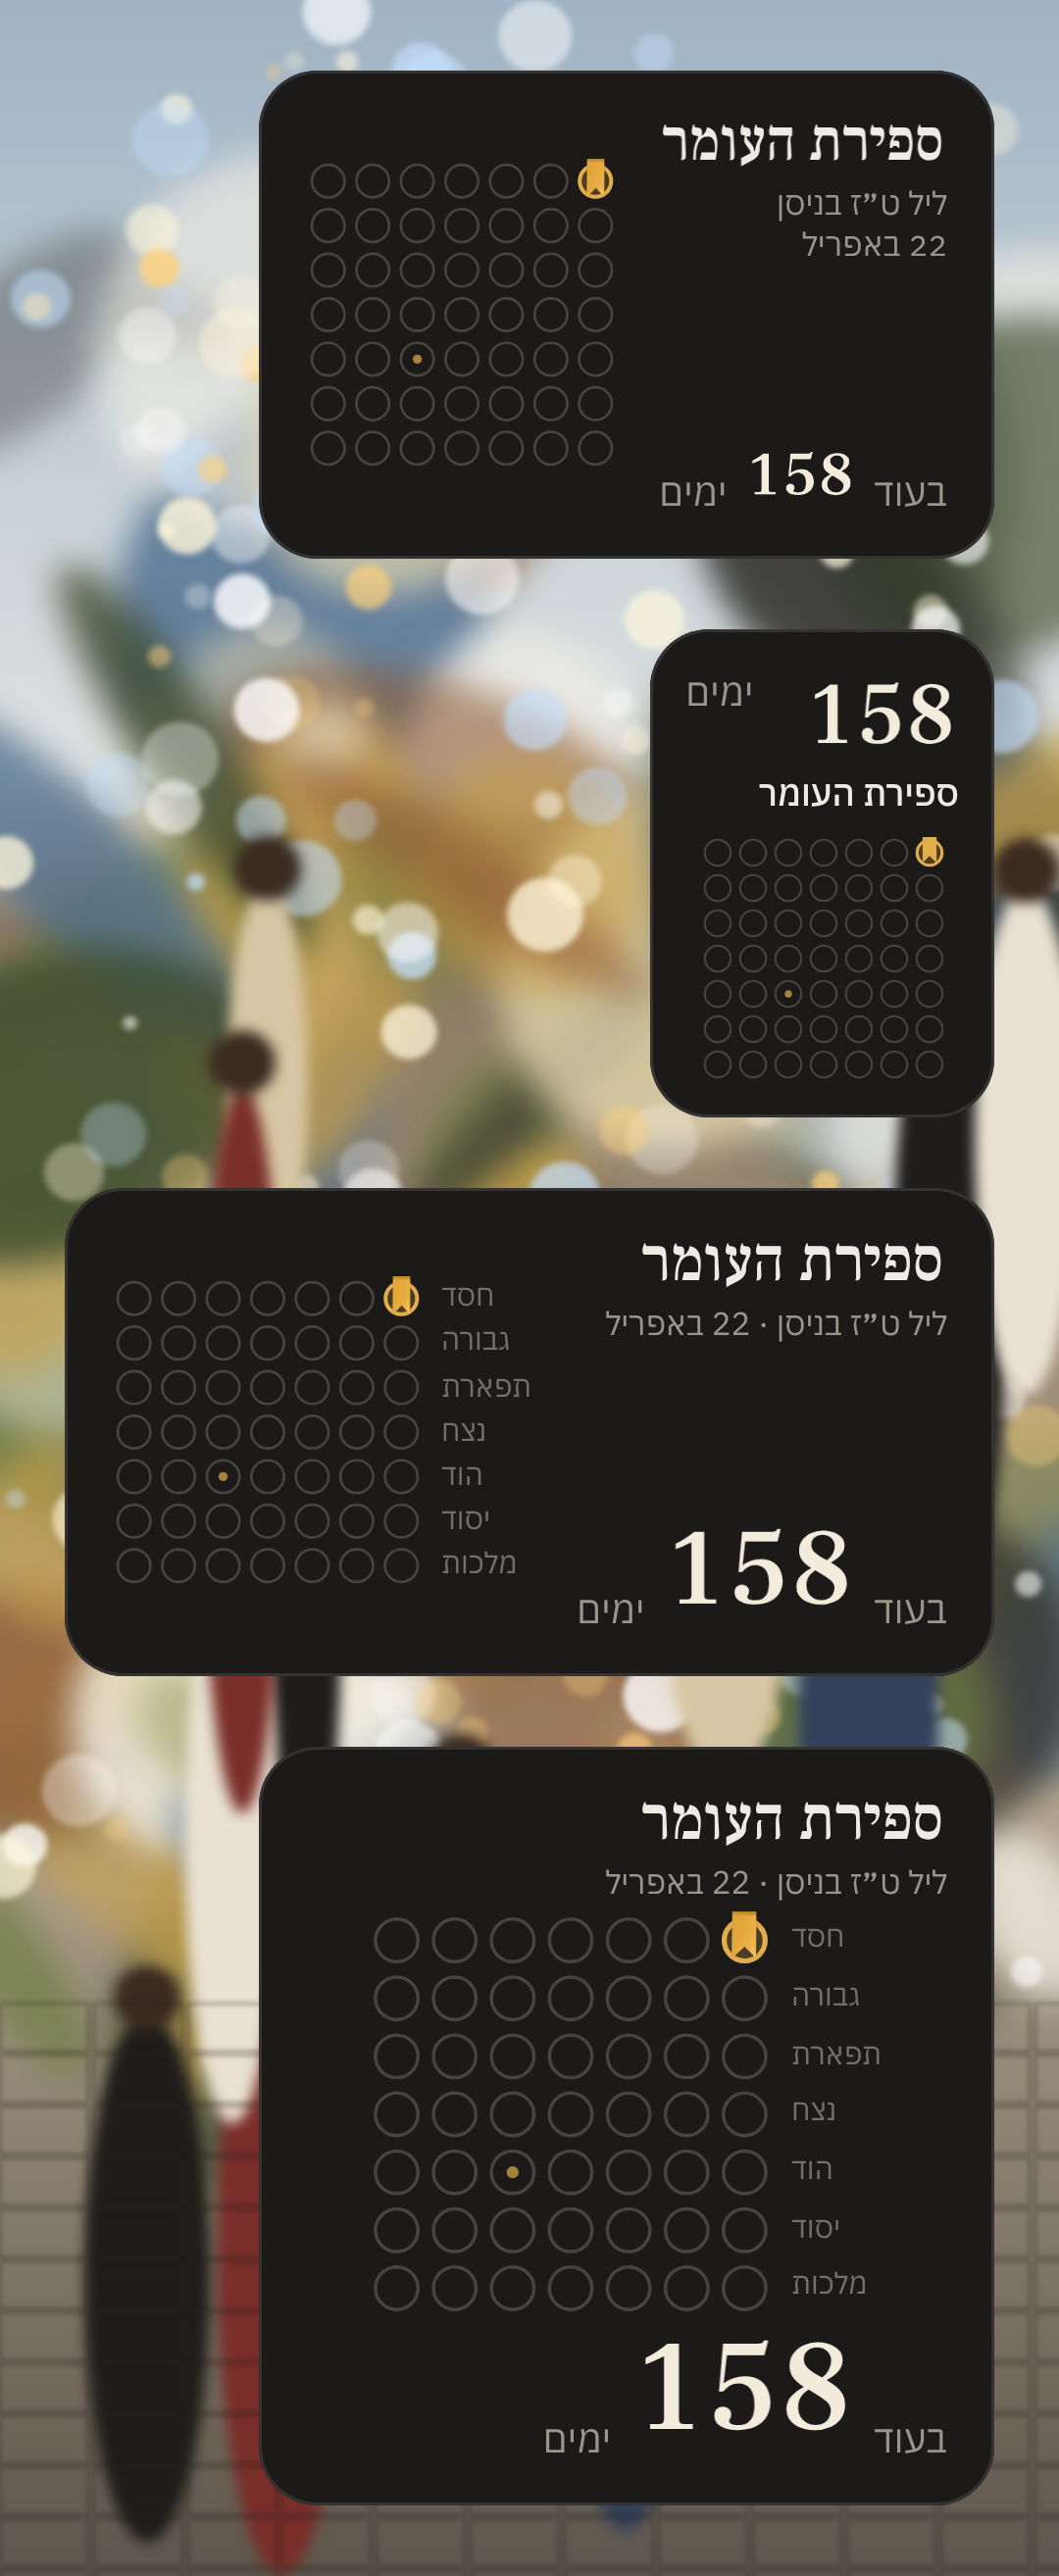 ספירת העומר
ליל ט״ז בניסן
22 באפריל
בעוד 158 ימים
158 ימים
ספירת העומר
ספירת העומר
ליל ט״ז בניסן · 22 באפריל
חסד
גבורה
תפארת
נצח
הוד
יסוד
מלכות
בעוד 158 ימים
ספירת העומר
ליל ט״ז בניסן · 22 באפריל
חסד
גבורה
תפארת
נצח
הוד
יסוד
מלכות
בעוד 158 ימים